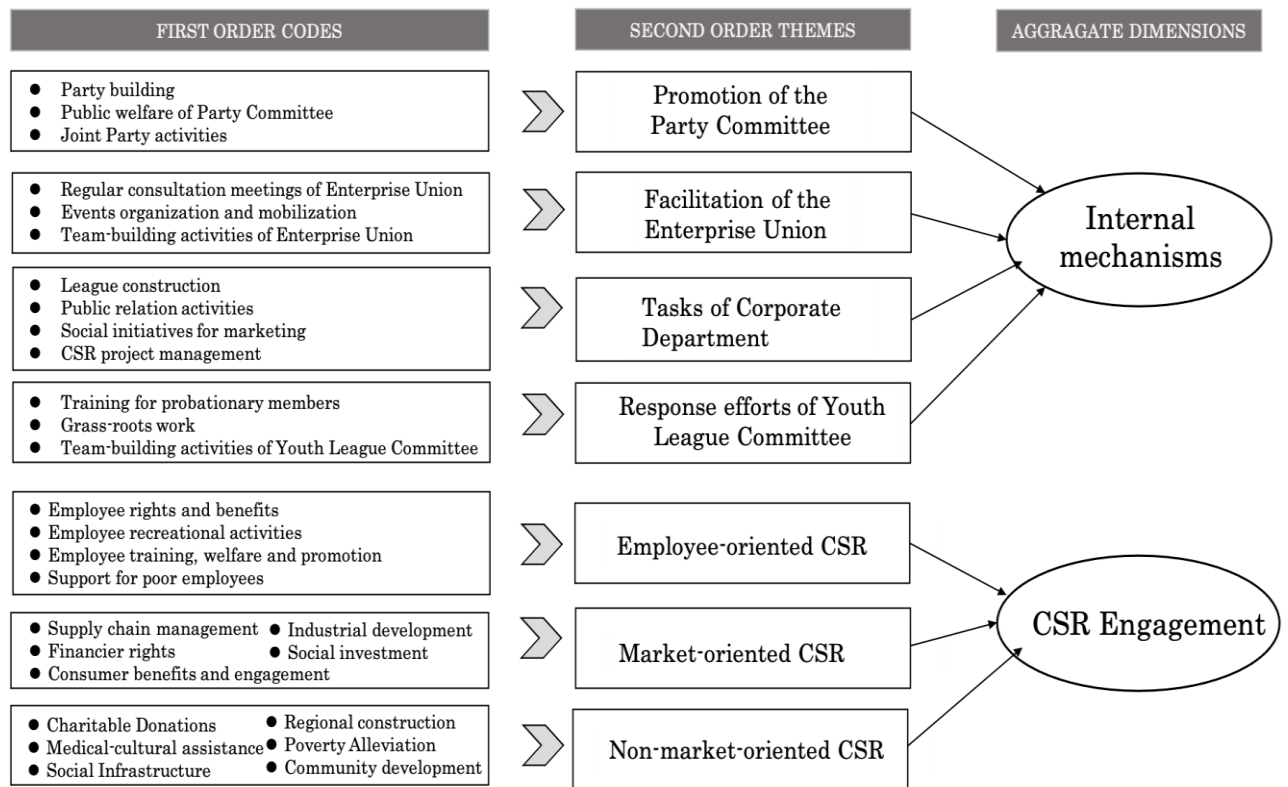 FIRST ORDER CODES
SECOND ORDER THEMES
AGGRAGATE DIMENSIONS
● Party building
● Public welfare of Party Committee
● Joint Party activities
Promotion of the
Party Committee
● Regular consultation meetings of Enterprise Union
● Events organization and mobilization
● Team-building activities of Enterprise Union
Facilitation of the
Enterprise Union
● League construction
● Public relation activities
● Social initiatives for marketing
● CSR project management
Tasks of Corporate
Department
● Training for probationary members
● Grass-roots work
● Team-building activities of Youth League Committee
Response efforts of Youth
League Committee
Internal
mechanisms
● Employee rights and benefits
● Employee recreational activities
● Employee training, welfare and promotion
● Support for poor employees
Employee-oriented CSR
● Supply chain management ● Industrial development
● Financier rights ● Social investment
● Consumer benefits and engagement
Market-oriented CSR
● Charitable Donations ● Regional construction
● Medical-cultural assistance ● Poverty Alleviation
● Social Infrastructure ● Community development
Non-market-oriented CSR
CSR Engagement